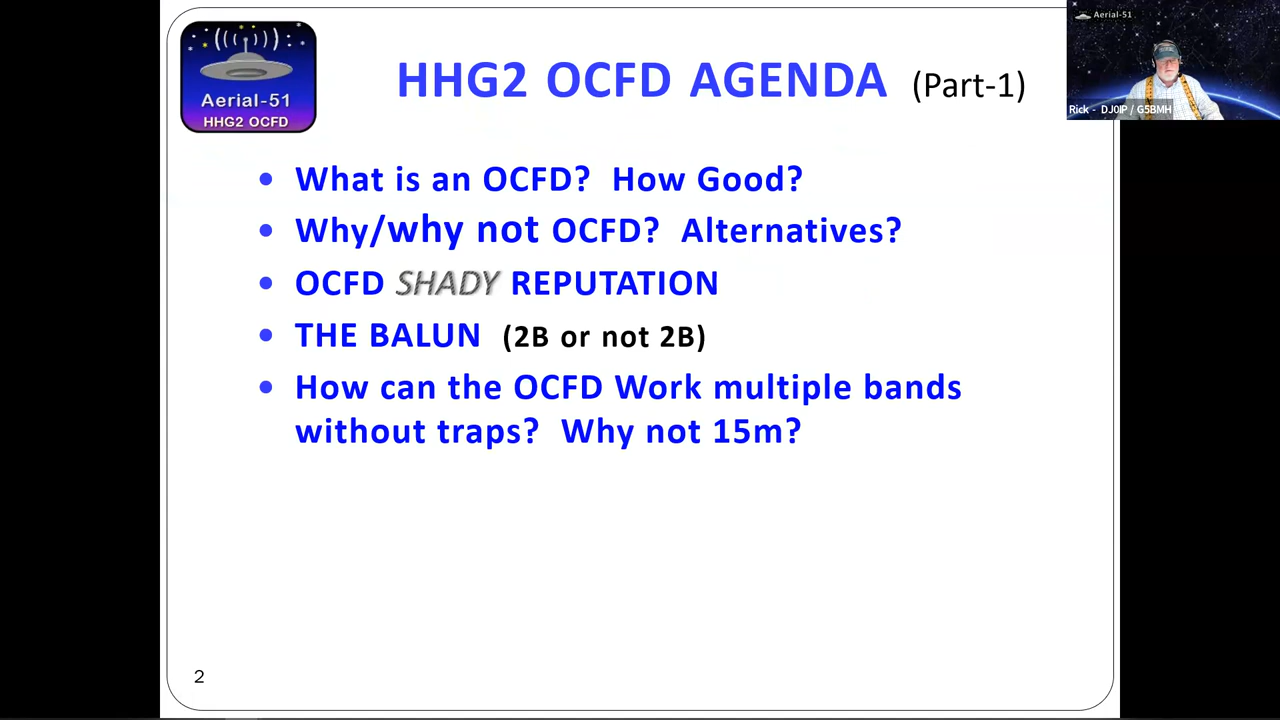 Aerial-51
HHG2 OCFD
HHG2 OCFD AGENDA (Part-1)
Aerial-51
Rick - DJ0IP / G5BMH
• What is an OCFD? How Good?
• Why/why not OCFD? Alternatives?
• OCFD SHADY REPUTATION
• THE BALUN (2B or not 2B)
• How can the OCFD Work multiple bands
without traps? Why not 15m?
2